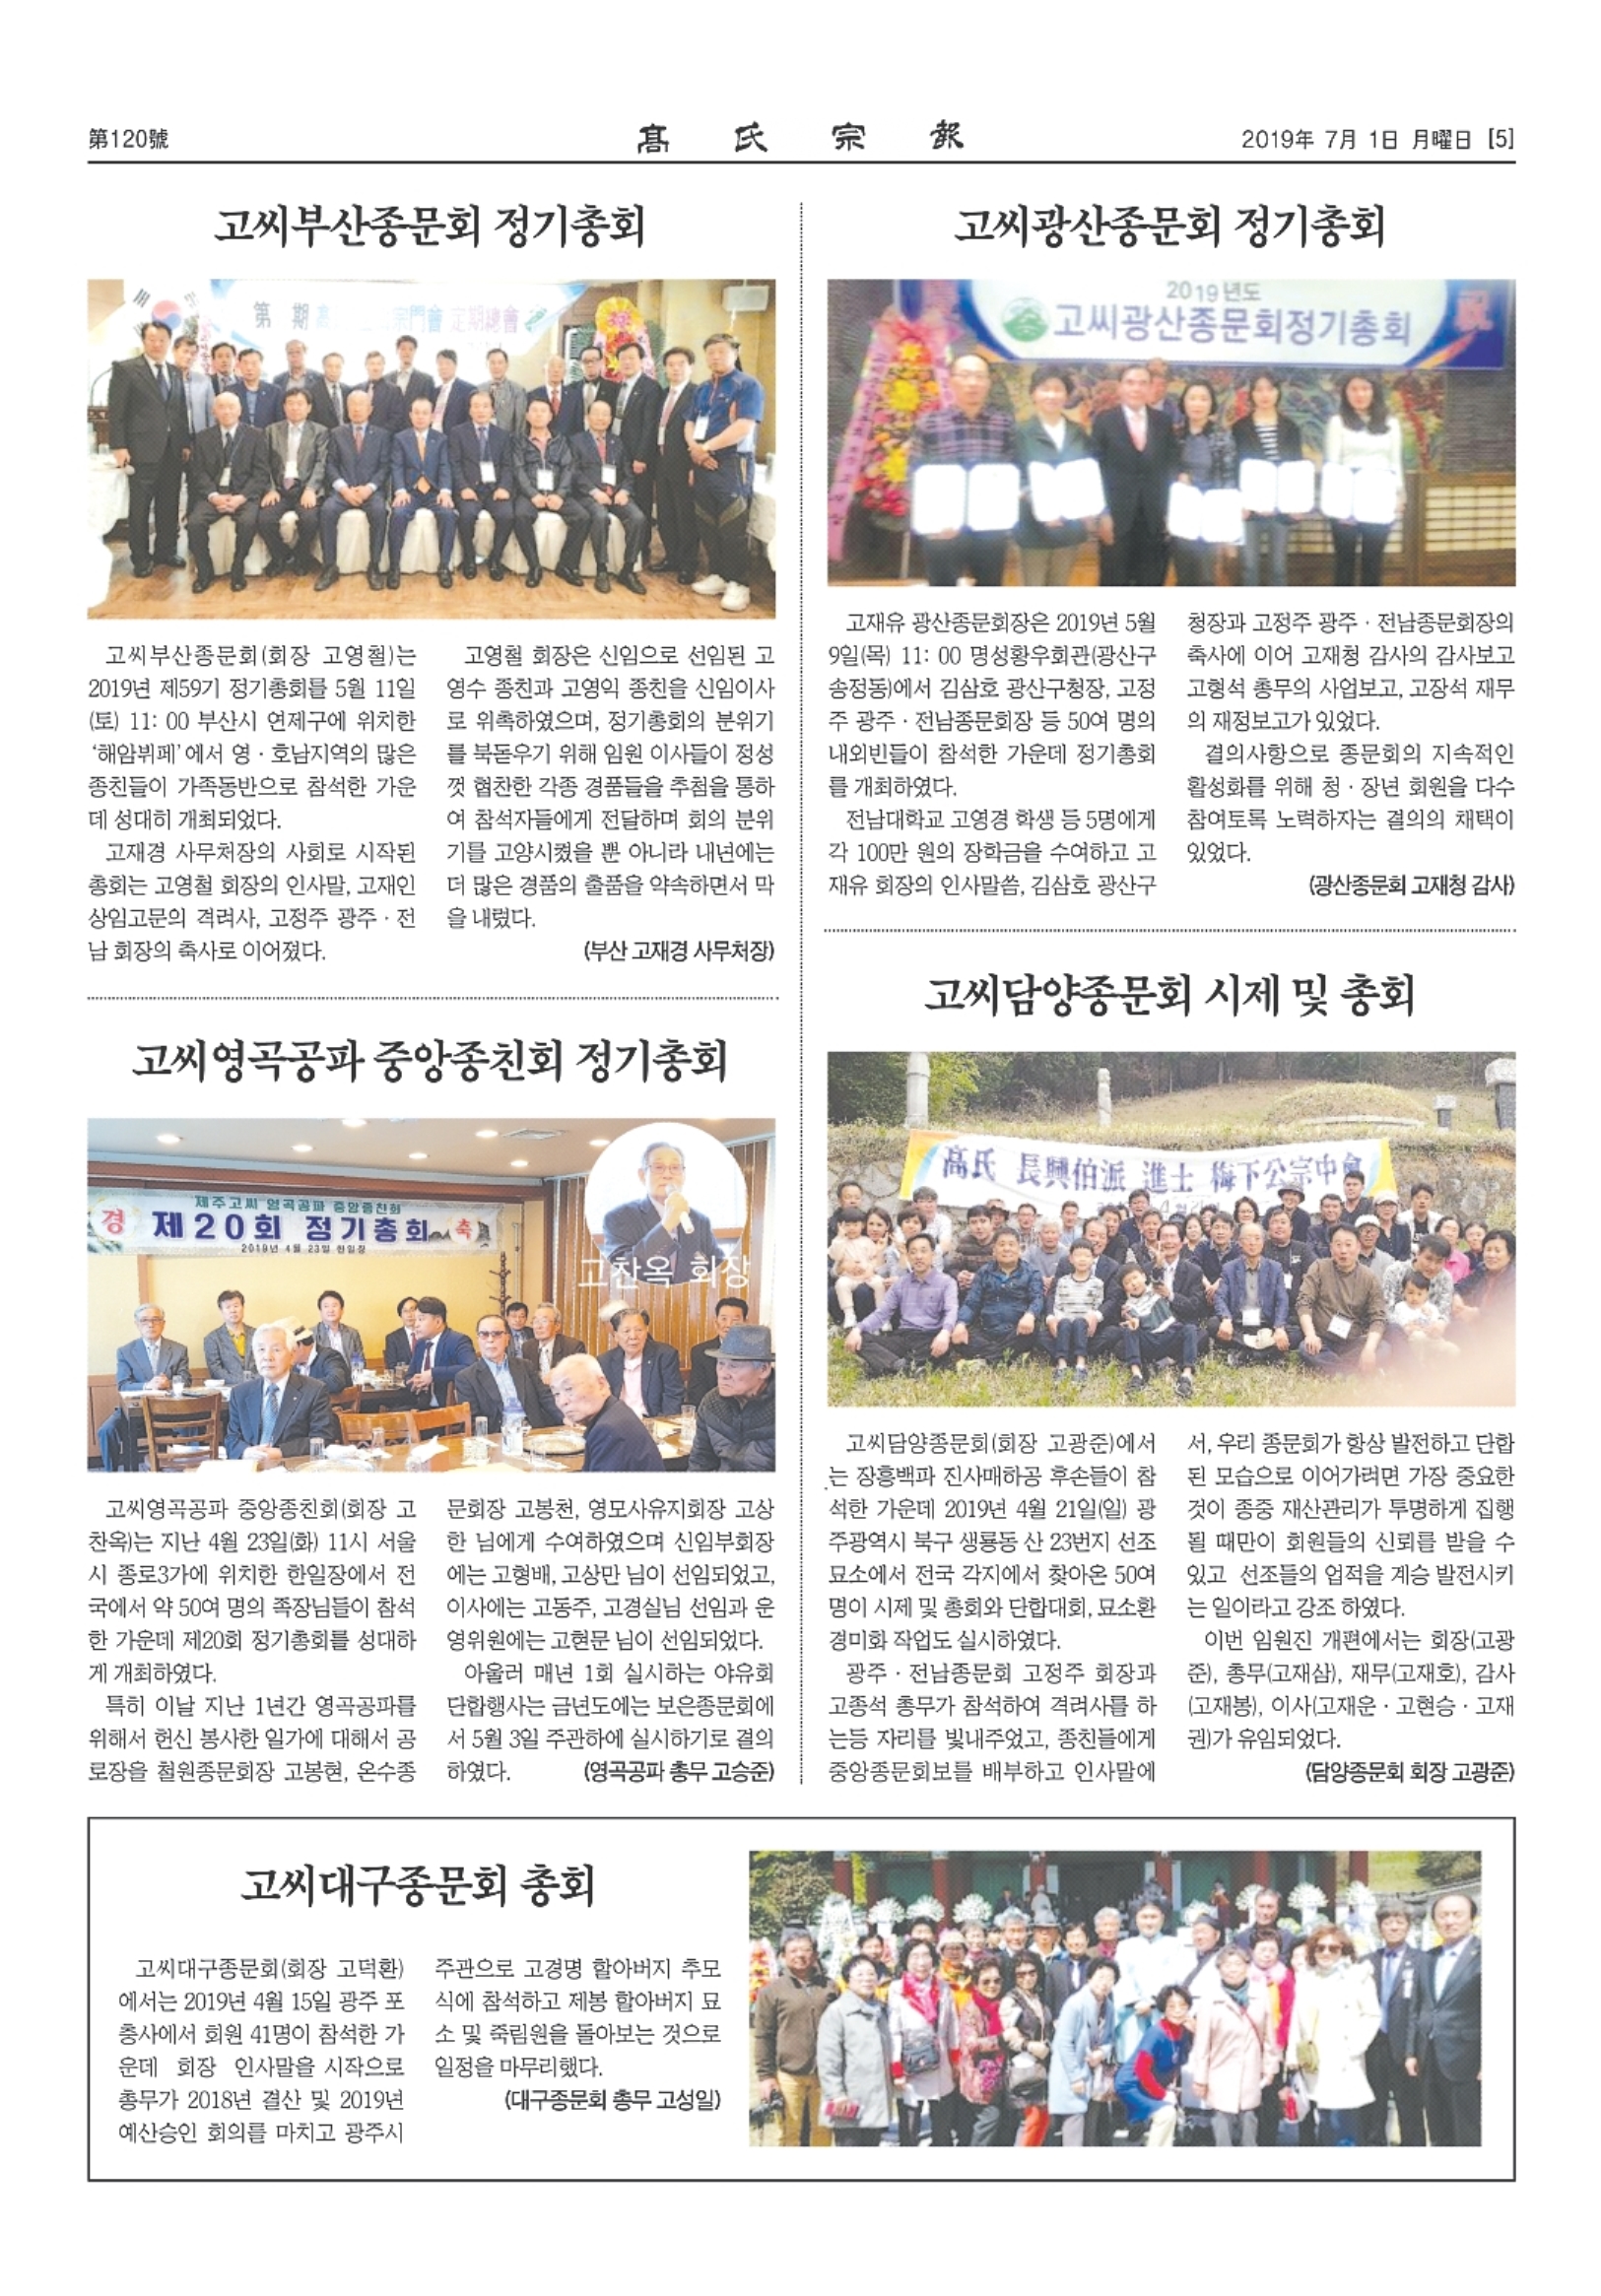 第120號
高氏宗報
2019年 7月 1日 月曜日 [5]
고씨부산종문회 정기총회
第 期 高 宗門會 定期總會
고씨부산종문회(회장 고영철)는
2019년 제59기 정기총회를 5월 11일
(토) 11: 00 부산시 연제구에 위치한
‘해암뷔페’에서 영 · 호남지역의 많은
종친들이 가족동반으로 참석한 가운
데 성대히 개최되었다.
고재경 사무처장의 사회로 시작된
총회는 고영철 회장의 인사말, 고재인
상임고문의 격려사, 고정주 광주 · 전
남 회장의 축사로 이어졌다.
고영철 회장은 신임으로 선임된 고
영수 종친과 고영익 종친을 신임이사
로 위촉하였으며, 정기총회의 분위기
를 북돋우기 위해 임원 이사들이 정성
껏 협찬한 각종 경품들을 추첨을 통하
여 참석자들에게 전달하며 회의 분위
기를 고양시켰을 뿐 아니라 내년에는
더 많은 경품의 출품을 약속하면서 막
을 내렸다.
(부산 고재경 사무처장)
고씨영곡공파 중앙종친회 정기총회
제주고씨 영곡공파 중앙종친회
경 제20회 정기총회 축
2019년 4월 23일 한일장
고찬옥 회장
고씨영곡공파 중앙종친회(회장 고
찬옥)는 지난 4월 23일(화) 11시 서울
시 종로3가에 위치한 한일장에서 전
국에서 약 50여 명의 족장님들이 참석
한 가운데 제20회 정기총회를 성대하
게 개최하였다.
특히 이날 지난 1년간 영곡공파를
위해서 헌신 봉사한 일가에 대해서 공
로장을 철원종문회장 고봉현, 온수종
문회장 고봉천, 영모사유지회장 고상
한 님에게 수여하였으며 신임부회장
에는 고형배, 고상만 님이 선임되었고,
이사에는 고동주, 고경실님 선임과 운
영위원에는 고현문 님이 선임되었다.
아울러 매년 1회 실시하는 야유회
단합행사는 금년도에는 보은종문회에
서 5월 3일 주관하에 실시하기로 결의
하였다. (영곡공파 총무 고승준)
고씨광산종문회 정기총회
2019년도
고씨광산종문회정기총회 祝
고재유 광산종문회장은 2019년 5월
9일(목) 11: 00 명성황우회관(광산구
송정동)에서 김삼호 광산구청장, 고정
주 광주 · 전남종문회장 등 50여 명의
내외빈들이 참석한 가운데 정기총회
를 개최하였다.
전남대학교 고영경 학생 등 5명에게
각 100만 원의 장학금을 수여하고 고
재유 회장의 인사말씀, 김삼호 광산구
청장과 고정주 광주 · 전남종문회장의
축사에 이어 고재청 감사의 감사보고
고형석 총무의 사업보고, 고장석 재무
의 재정보고가 있었다.
결의사항으로 종문회의 지속적인
활성화를 위해 청 · 장년 회원을 다수
참여토록 노력하자는 결의의 채택이
있었다.
(광산종문회 고재청 감사)
고씨담양종문회 시제 및 총회
高氏 長興伯派 進士 梅下公宗中會
고씨담양종문회(회장 고광준)에서
는 장흥백파 진사매하공 후손들이 참
석한 가운데 2019년 4월 21일(일) 광
주광역시 북구 생룡동 산 23번지 선조
묘소에서 전국 각지에서 찾아온 50여
명이 시제 및 총회와 단합대회, 묘소환
경미화 작업도 실시하였다.
광주 · 전남종문회 고정주 회장과
고종석 총무가 참석하여 격려사를 하
는등 자리를 빛내주었고, 종친들에게
중앙종문회보를 배부하고 인사말에
서, 우리 종문회가 항상 발전하고 단합
된 모습으로 이어가려면 가장 중요한
것이 종중 재산관리가 투명하게 집행
될 때만이 회원들의 신뢰를 받을 수
있고 선조들의 업적을 계승 발전시키
는 일이라고 강조 하였다.
이번 임원진 개편에서는 회장(고광
준), 총무(고재삼), 재무(고재호), 감사
(고재봉), 이사(고재운 · 고현승 · 고재
권)가 유임되었다.
(담양종문회 회장 고광준)
고씨대구종문회 총회
고씨대구종문회(회장 고덕환)
에서는 2019년 4월 15일 광주 포
충사에서 회원 41명이 참석한 가
운데 회장 인사말을 시작으로
총무가 2018년 결산 및 2019년
예산승인 회의를 마치고 광주시
주관으로 고경명 할아버지 추모
식에 참석하고 제봉 할아버지 묘
소 및 죽림원을 돌아보는 것으로
일정을 마무리했다.
(대구종문회 총무 고성일)